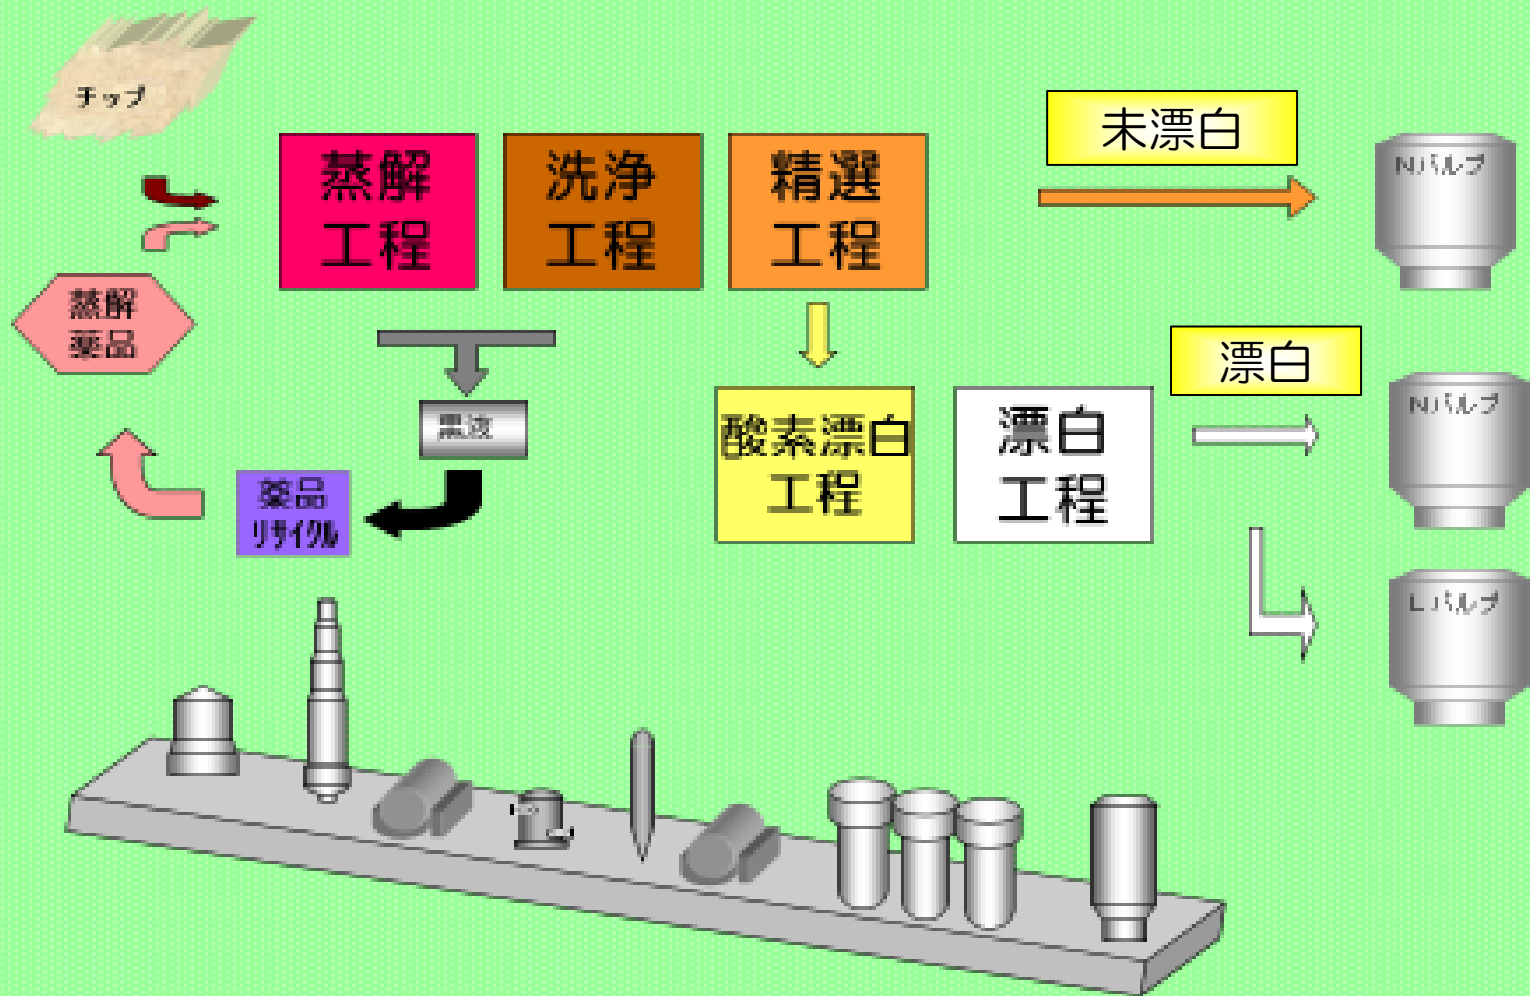 チップ
蒸解
工程
洗浄
工程
精選
工程
未漂白
Nパルプ
蒸解
薬品
黒液
薬品
リサイクル
酸素漂白
工程
漂白
工程
漂白
Nパルプ
Lパルプ